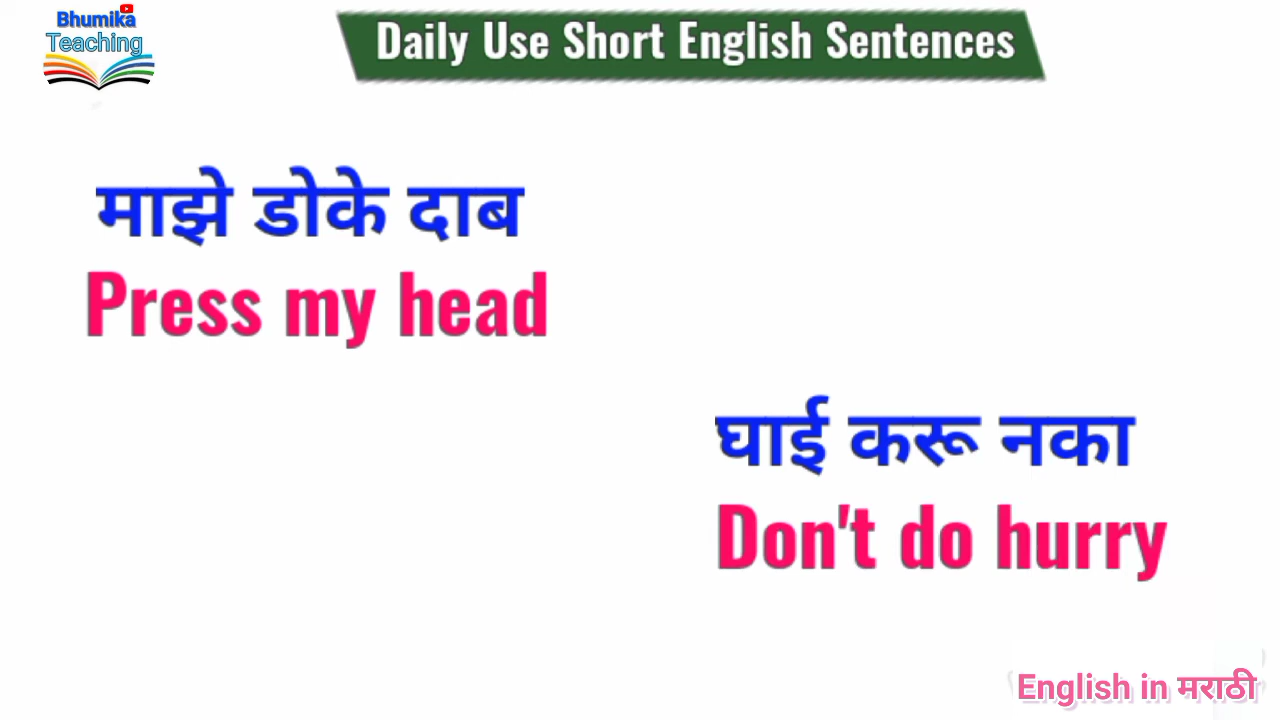 Bhumika
Teaching
Daily Use Short English Sentences
माझे डोके दाब
Press my head
घाई करू नका
Don't do hurry
English in मराठी